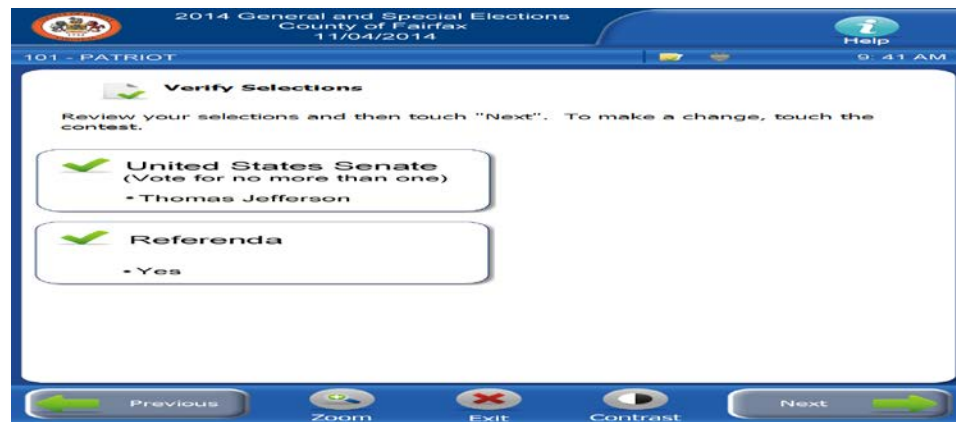 2014 General and Special Elections
County of Fairfax
11/04/2014
Help
101 - PATRIOT
9: 41 AM
Verify Selections
Review your selections and then touch "Next". To make a change, touch the
contest.
United States Senate
(Vote for no more than one)
• Thomas Jefferson
Referenda
• Yes
Previous
Zoom
Exit
Contrast
Next